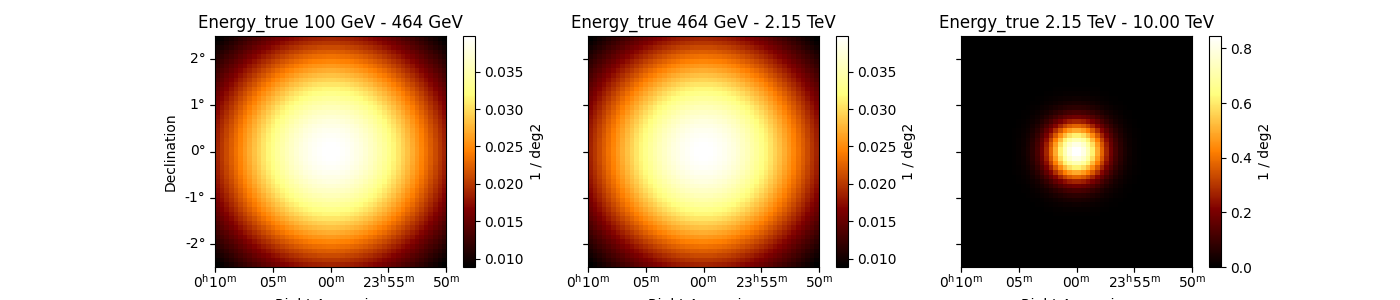 Energy_true 100 GeV - 464 GeV
Energy_true 464 GeV - 2.15 TeV
Energy_true 2.15 TeV - 10.00 TeV
2°
1°
0°
-1°
-2°
Declination
0.035
0.030
0.025
0.020
0.015
0.010
1 / deg2
0.035
0.030
0.025
0.020
0.015
0.010
1 / deg2
0.8
0.6
0.4
0.2
0.0
1 / deg2
0ʰ10ᵐ 05ᵐ 00ᵐ 23ʰ55ᵐ 50ᵐ
0ʰ10ᵐ 05ᵐ 00ᵐ 23ʰ55ᵐ 50ᵐ
0ʰ10ᵐ 05ᵐ 00ᵐ 23ʰ55ᵐ 50ᵐ